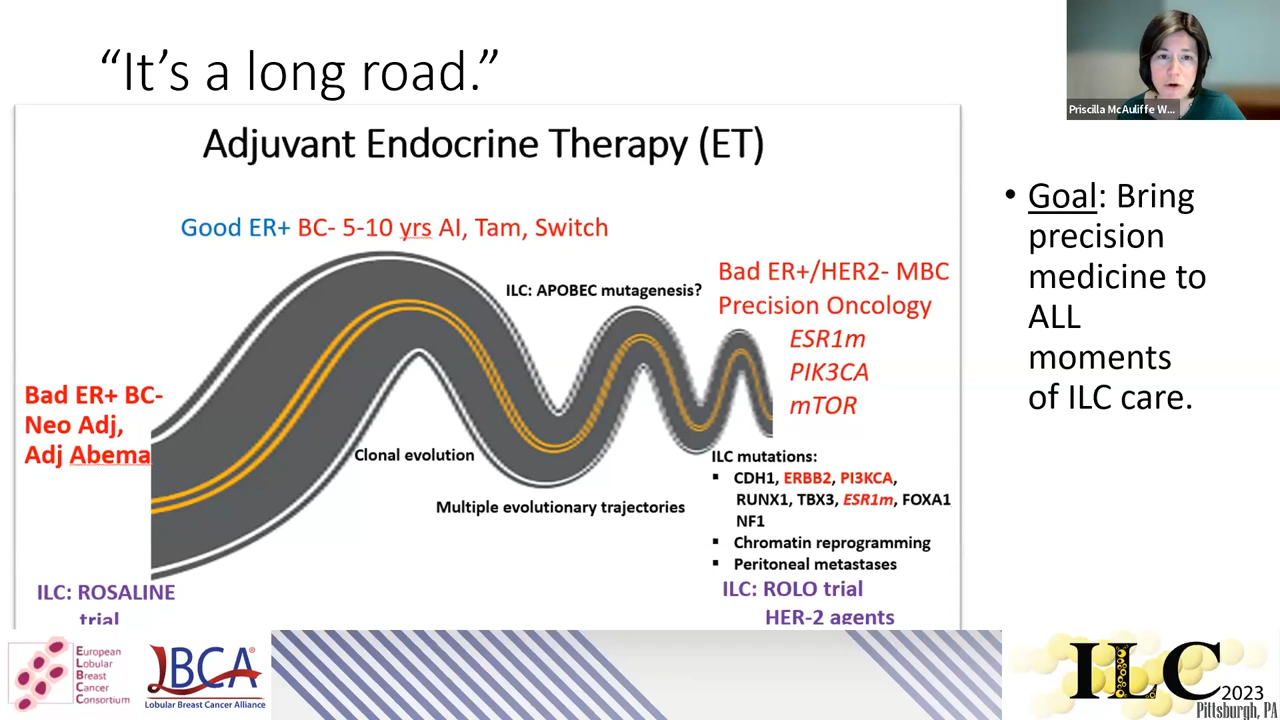 “It’s a long road.”
Priscilla McAuliffe W...
Adjuvant Endocrine Therapy (ET)
Good ER+ BC- 5-10 yrs AI, Tam, Switch
ILC: APOBEC mutagenesis?
Bad ER+/HER2- MBC
Precision Oncology
ESR1m
PIK3CA
mTOR
Bad ER+ BC-
Neo Adj,
Adj Abema
Clonal evolution
Multiple evolutionary trajectories
ILC mutations:
▪ CDH1, ERBB2, PI3KCA,
RUNX1, TBX3, ESR1m, FOXA1
NF1
▪ Chromatin reprogramming
▪ Peritoneal metastases
ILC: ROSALINE
trial
ILC: ROLO trial
HER-2 agents
• Goal: Bring
precision
medicine to
ALL
moments
of ILC care.
European
Lobular
Breast
Cancer
Consortium
LBCA
Lobular Breast Cancer Alliance
ILC
2023
Pittsburgh, PA